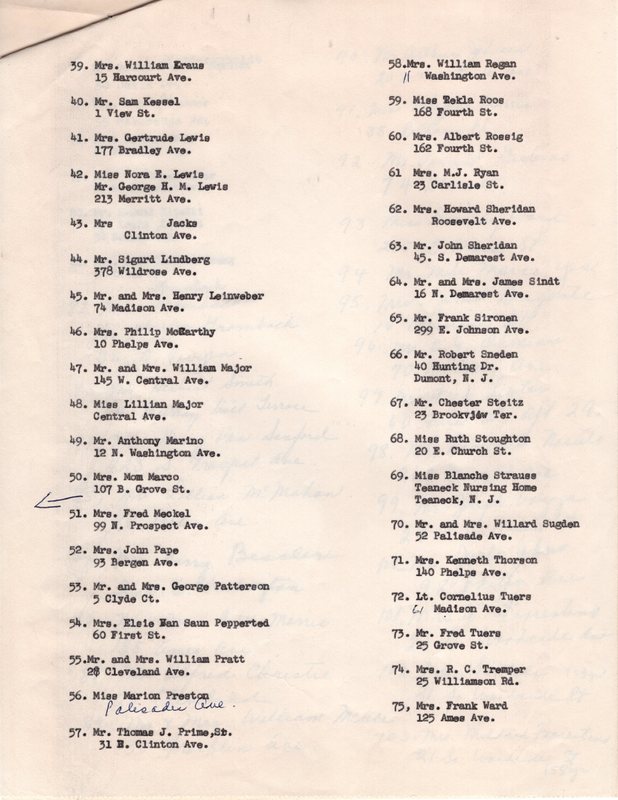 39. Mrs. William Kraus
15 Harcourt Ave.
40. Mr. Sam Kessel
1 View St.
41. Mrs. Gertrude Lewis
177 Bradley Ave.
42. Miss Nora E. Lewis
Mr. George H. M. Lewis
213 Merritt Ave.
43. Mrs Jacks
Clinton Ave.
44. Mr. Sigurd Lindberg
378 Wildrose Ave.
45. Mr. and Mrs. Henry Leinweber
74 Madison Ave.
46. Mrs. Philip McCarthy
10 Phelps Ave.
47. Mr. and Mrs. William Major
145 W. Central Ave.
48. Miss Lillian Major
Central Ave.
49. Mr. Anthony Marino
12 N. Washington Ave.
50. Mrs. Mom Marco
107 B. Grove St.
51. Mrs. Fred Meckel
99 N. Prospect Ave.
52. Mrs. John Pape
93 Bergen Ave.
53. Mr. and Mrs. George Patterson
5 Clyde Ct.
54. Mrs. Elsie Van Saun Pepperted
60 First St.
55.Mr. and Mrs. William Pratt
Cleveland Ave.
56. Miss Marion Preston
Palisades Ave.
57. Mr. Thomas J. Prime,
31 E. Clinton Ave.
58.Mrs. William Regan
11 Washington Ave.
59. Miss Tekla Roos
168 Fourth St.
60. Mrs. Albert Rossig
162 Fourth St.
61 Mrs. M.J. Ryan
23 Carlisle St.
62. Mrs. Howard Sheridan
Roosevelt Ave.
63. Mr. John Sheridan
45. S. Demarest Ave.
64. Mr. and Mrs. James Sindt
16 N. Demarest Ave.
65. Mr. Frank Sironen
299 E. Johnson Ave.
66. Mr. Robert Sneden
40 Hunting Dr.
Dumont, N. J.
67. Mr. Chester Steitz
23 Ter.
68. Miss Ruth Stoughton
20 E. Church St.
69. Miss Blanche Strauss
Teaneck Nursing Home
Teaneck, N. J.
70. Mr. and Mrs. Willard Sugden
52 Palisade Ave.
71. Mrs. Kenneth Thorson
140 Phelps Ave.
72. Lt. Cornelius Tuers
61 Madison Ave.
73. Mr. Fred Tuers
25 Grove St.
74. Mrs. R. C. Tremper
25 Williamson Rd.
75, Mrs. Frank Ward
125 Ames Ave.